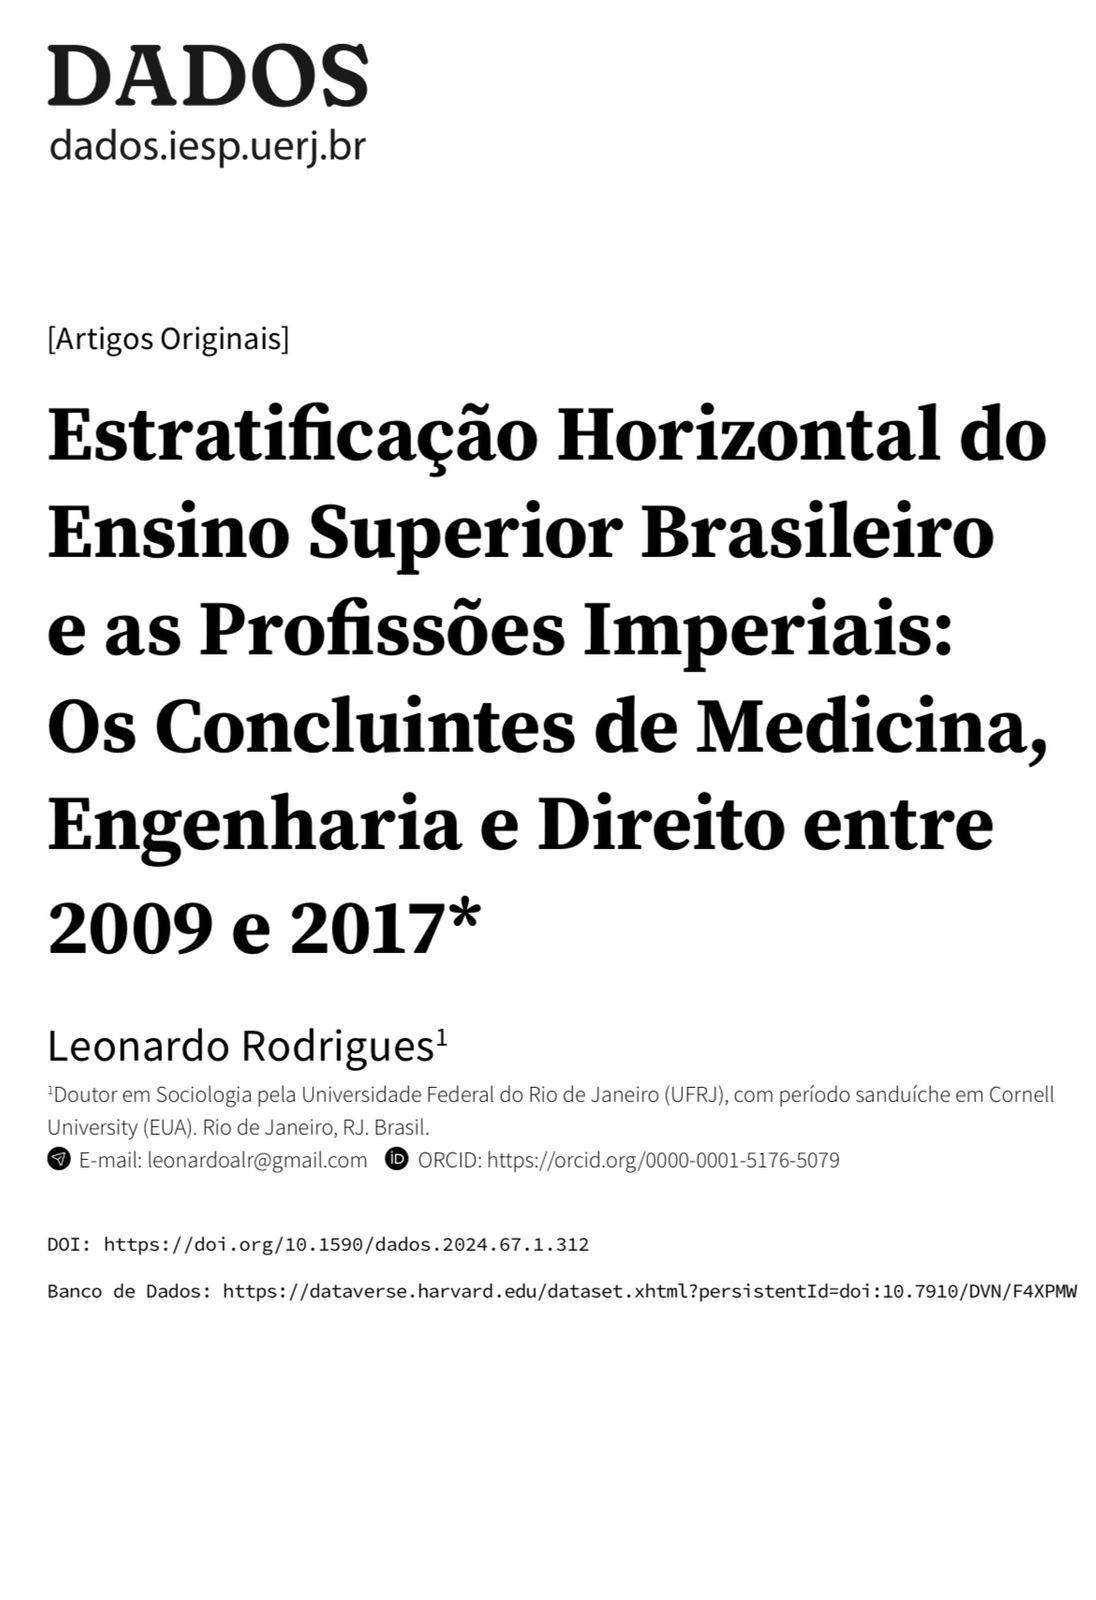 DADOS
dados.iesp.uerj.br
[Artigos Originais]
Estratificação Horizontal do
Ensino Superior Brasileiro
e as Profissões Imperiais:
Os Concluintes de Medicina,
Engenharia e Direito entre
2009 e 2017*
Leonardo Rodrigues¹
¹Doutor em Sociologia pela Universidade Federal do Rio de Janeiro (UFRJ), com período sanduíche em Cornell
University (EUA). Rio de Janeiro, RJ. Brasil.
E-mail: leonardoalr@gmail.com iD ORCID: https://orcid.org/0000-0001-5176-5079
DOI: https://doi.org/10.1590/dados.2024.67.1.312
Banco de Dados: https://dataverse.harvard.edu/dataset.xhtml?persistentId=doi:10.7910/DVN/F4XPMW